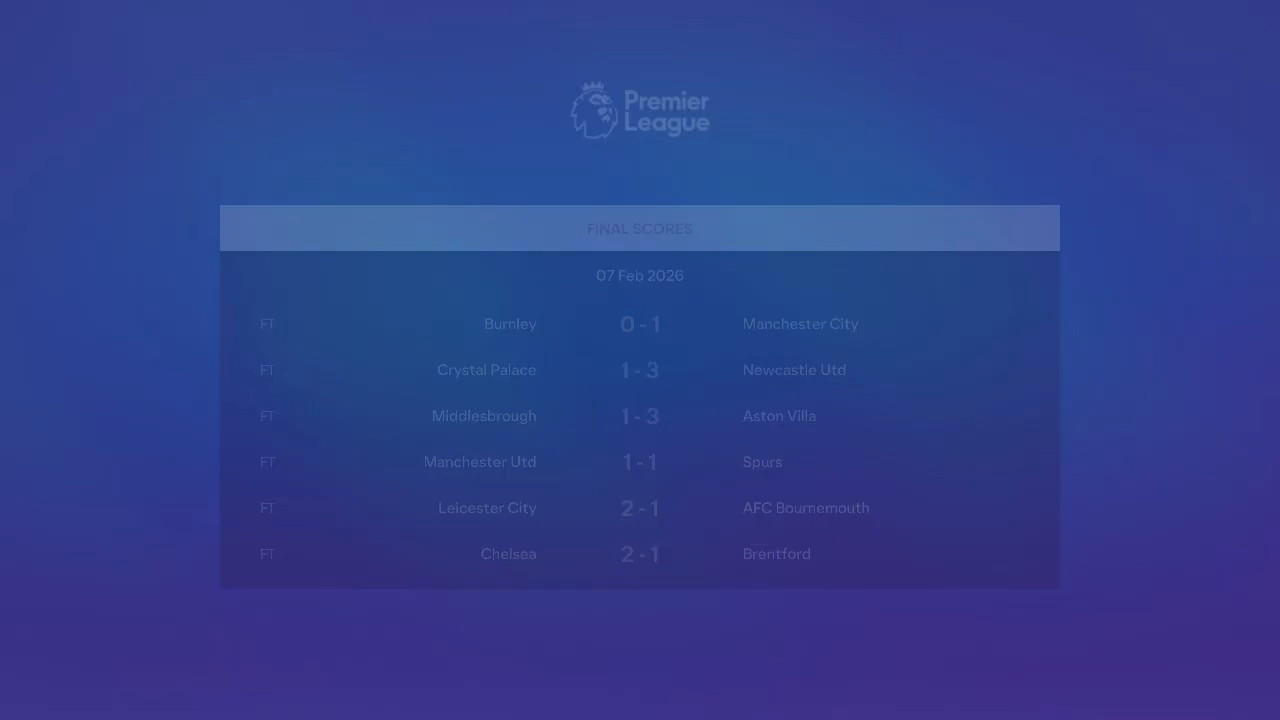 Premier
League
FINAL SCORES
07 Feb 2026
FT Burnley 0 - 1 Manchester City
FT Crystal Palace 1 - 3 Newcastle Utd
FT Middlesbrough 1 - 3 Aston Villa
FT Manchester Utd 1 - 1 Spurs
FT Leicester City 2 - 1 AFC Bournemouth
FT Chelsea 2 - 1 Brentford